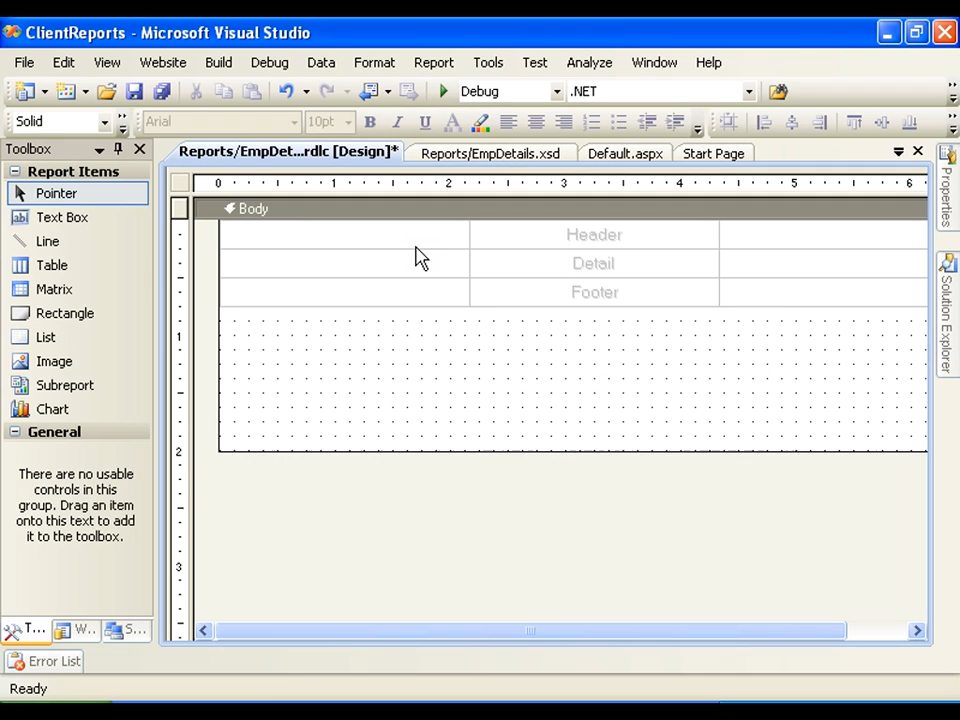 ClientReports - Microsoft Visual Studio
File Edit View Website Build Debug Data Format Report Tools Test Analyze Window Help
Debug .NET
Solid Arial 10pt B I U A
Toolbox
Reports/EmpDet...rdlc [Design]* Reports/EmpDetails.xsd Default.aspx Start Page
Report Items
Pointer
Text Box
Line
Table
Matrix
Rectangle
List
Image
Subreport
Chart
General
There are no usable
controls in this
group. Drag an item
onto this text to add
it to the toolbox.
T... W.. S...
0 1 2 3 4 5 6
Body
Header
Detail
Footer
1
2
3
Properties
Solution Explorer
Error List
Ready